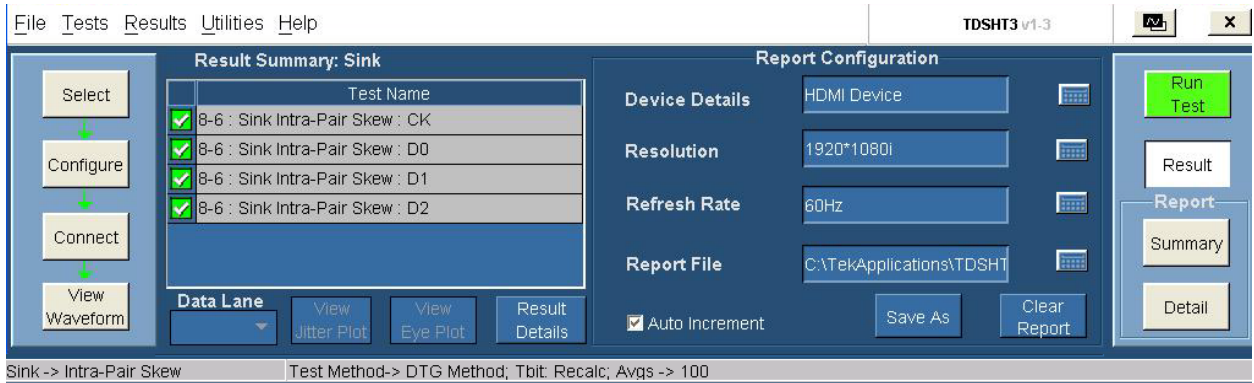 File Tests Results Utilities Help
TDSHT3 v1-3
x
Select
Configure
Connect
View
Waveform
Result Summary: Sink
Test Name
8-6 : Sink Intra-Pair Skew : CK
8-6 : Sink Intra-Pair Skew : D0
8-6 : Sink Intra-Pair Skew : D1
8-6 : Sink Intra-Pair Skew : D2
Data Lane
View
Jitter Plot
View
Eye Plot
Result
Details
Report Configuration
Device Details
HDMI Device
Resolution
1920*1080i
Refresh Rate
60Hz
Report File
C:\TekApplications\TDSHT
Auto Increment
Save As
Clear
Report
Run
Test
Result
Report
Summary
Detail
Sink -> Intra-Pair Skew
Test Method-> DTG Method; Tbit: Recalc; Avgs -> 100